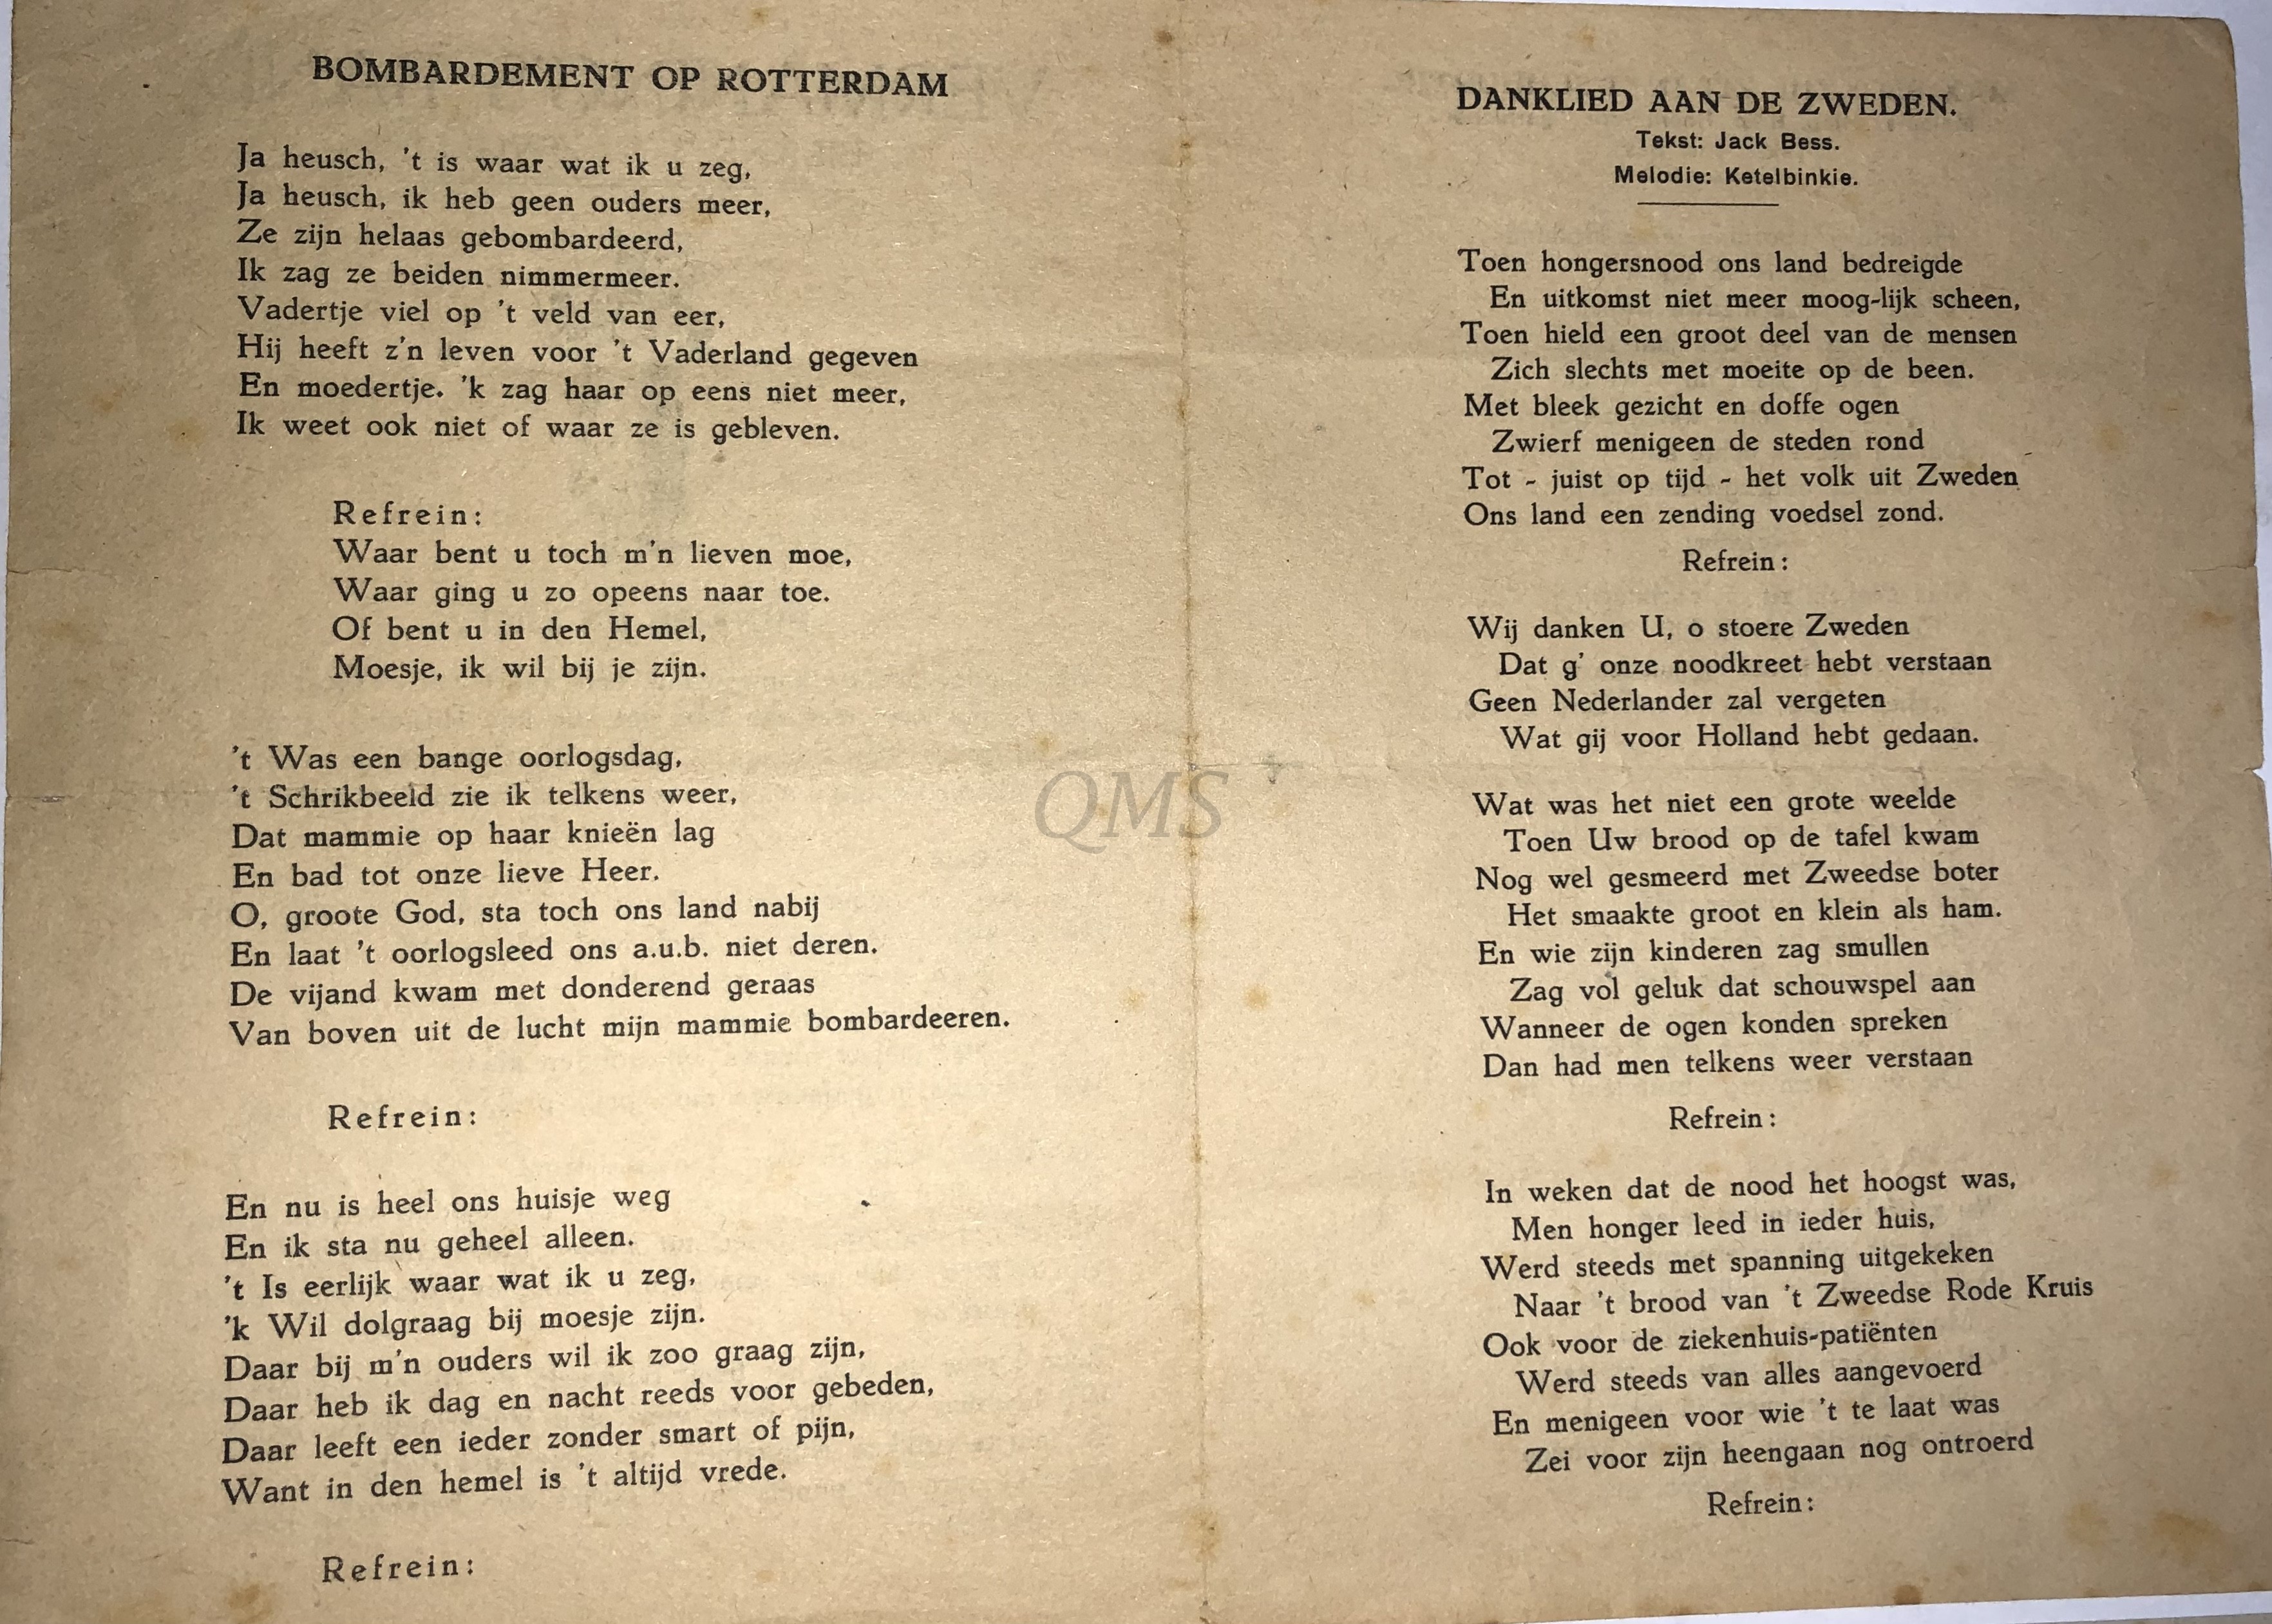 BOMBARDEMENT OP ROTTERDAM
Ja heusch, 't is waar wat ik u zeg,
Ja heusch, ik heb geen ouders meer,
Ze zijn helaas gebombardeerd,
Ik zag ze beiden nimmermeer.
Vadertje viel op 't veld van eer,
Hij heeft z'n leven voor 't Vaderland gegeven
En moedertje. 'k zag haar op eens niet meer,
Ik weet ook niet of waar ze is gebleven.
Refrein:
Waar bent u toch m'n lieven moe,
Waar ging u zo opeens naar toe.
Of bent u in den Hemel,
Moesje, ik wil bij je zijn.
't Was een bange oorlogsdag,
't Schrikbeeld zie ik telkens weer,
Dat mammie op haar knieën lag
En bad tot onze lieve Heer.
O, groote God, sta toch ons land nabij
En laat 't oorlogsleed ons a.u.b. niet deren.
De vijand kwam met donderend geraas
Van boven uit de lucht mijn mammie bombardeeren.
Refrein:
En nu is heel ons huisje weg
En ik sta nu geheel alleen.
't Is eerlijk waar wat ik u zeg,
'k Wil dolgraag bij moesje zijn.
Daar bij m'n ouders wil ik zoo graag zijn,
Daar heb ik dag en nacht reeds voor gebeden,
Daar leeft een ieder zonder smart of pijn,
Want in den hemel is 't altijd vrede.
Refrein:
DANKLIED AAN DE ZWEDEN.
Tekst: Jack Bess.
Melodie: Ketelbinkie.
Toen hongersnood ons land bedreigde
En uitkomst niet meer moog-lijk scheen,
Toen hield een groot deel van de mensen
Zich slechts met moeite op de been.
Met bleek gezicht en doffe ogen
Zwierf menigeen de steden rond
Tot - juist op tijd - het volk uit Zweden
Ons land een zending voedsel zond.
Refrein:
Wij danken U, o stoere Zweden
Dat g' onze noodkreet hebt verstaan
Geen Nederlander zal vergeten
Wat gij voor Holland hebt gedaan.
Wat was het niet een grote weelde
Toen Uw brood op de tafel kwam
Nog wel gesmeerd met Zweedse boter
Het smaakte groot en klein als ham.
En wie zijn kinderen zag smullen
Zag vol geluk dat schouwspel aan
Wanneer de ogen konden spreken
Dan had men telkens weer verstaan
Refrein:
In weken dat de nood het hoogst was,
Men honger leed in ieder huis,
Werd steeds met spanning uitgekeken
Naar 't brood van 't Zweedse Rode Kruis
Ook voor de ziekenhuis-patiënten
Werd steeds van alles aangevoerd
En menigeen voor wie 't te laat was
Zei voor zijn heengaan nog ontroerd
Refrein:
QMS